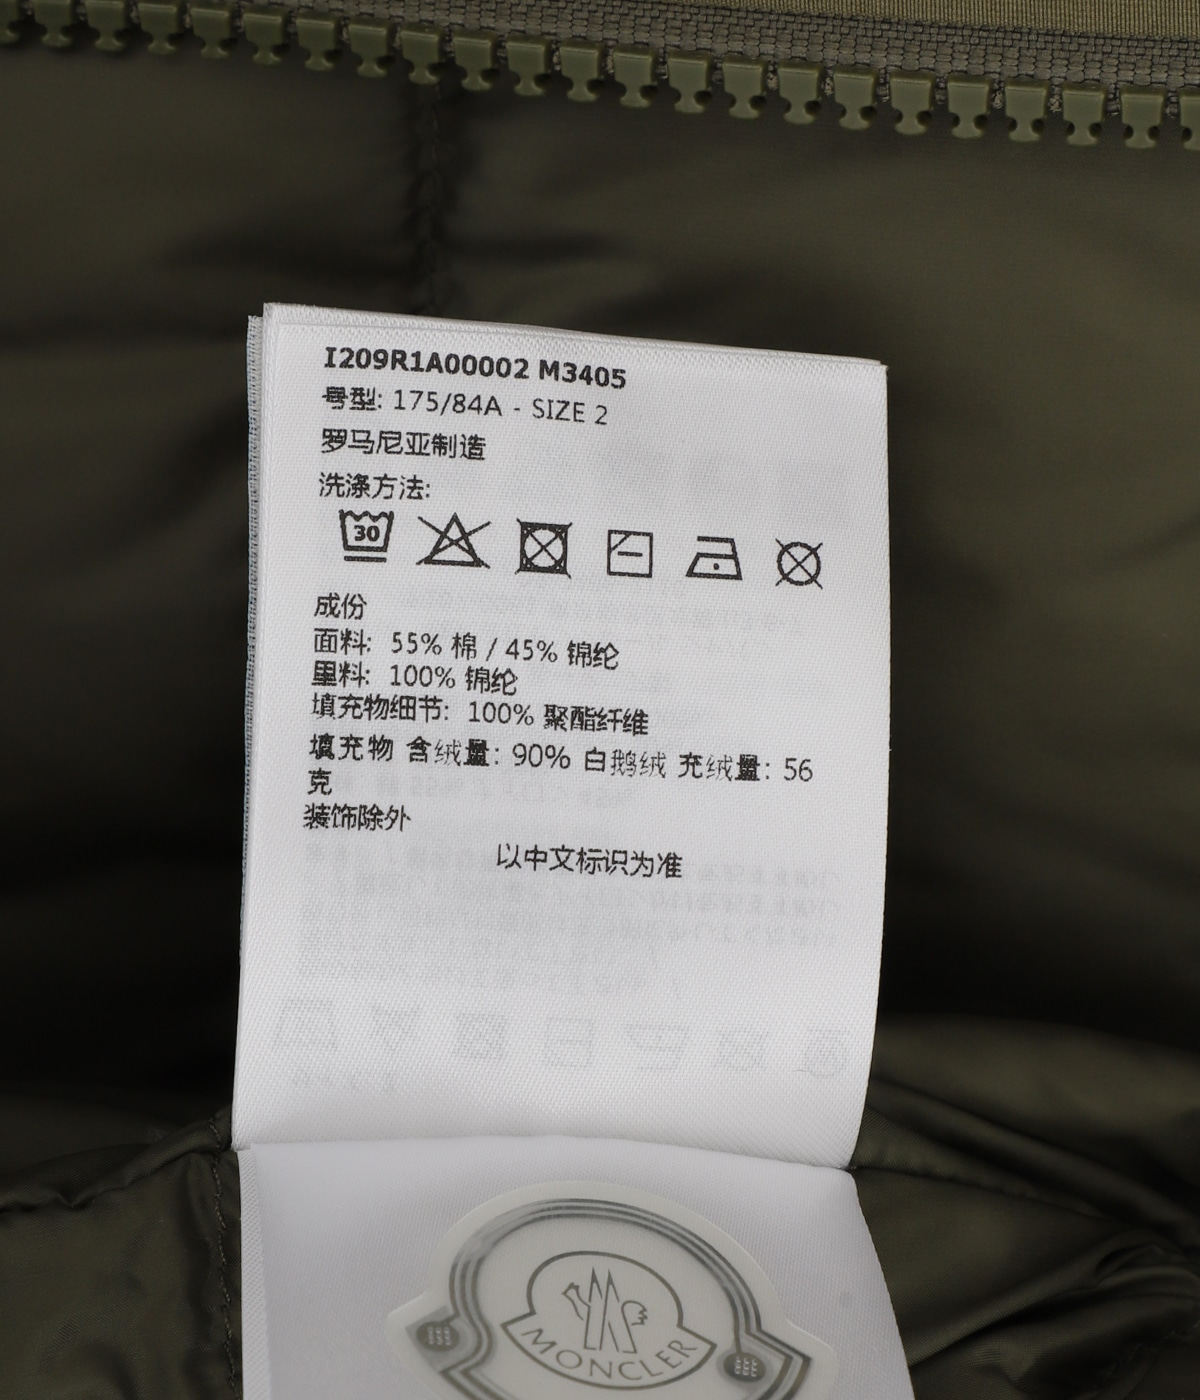 I209R1A00002 M3405
号型: 175/84A - SIZE 2
罗马尼亚制造
洗涤方法:
30
成份
面料: 55% 棉 / 45% 锦纶
里料: 100% 锦纶
填充物细节: 100% 聚酯纤维
填充物 含绒量: 90% 白鹅绒 充绒量: 56
克
装饰除外
以中文标识为准
MONCLER